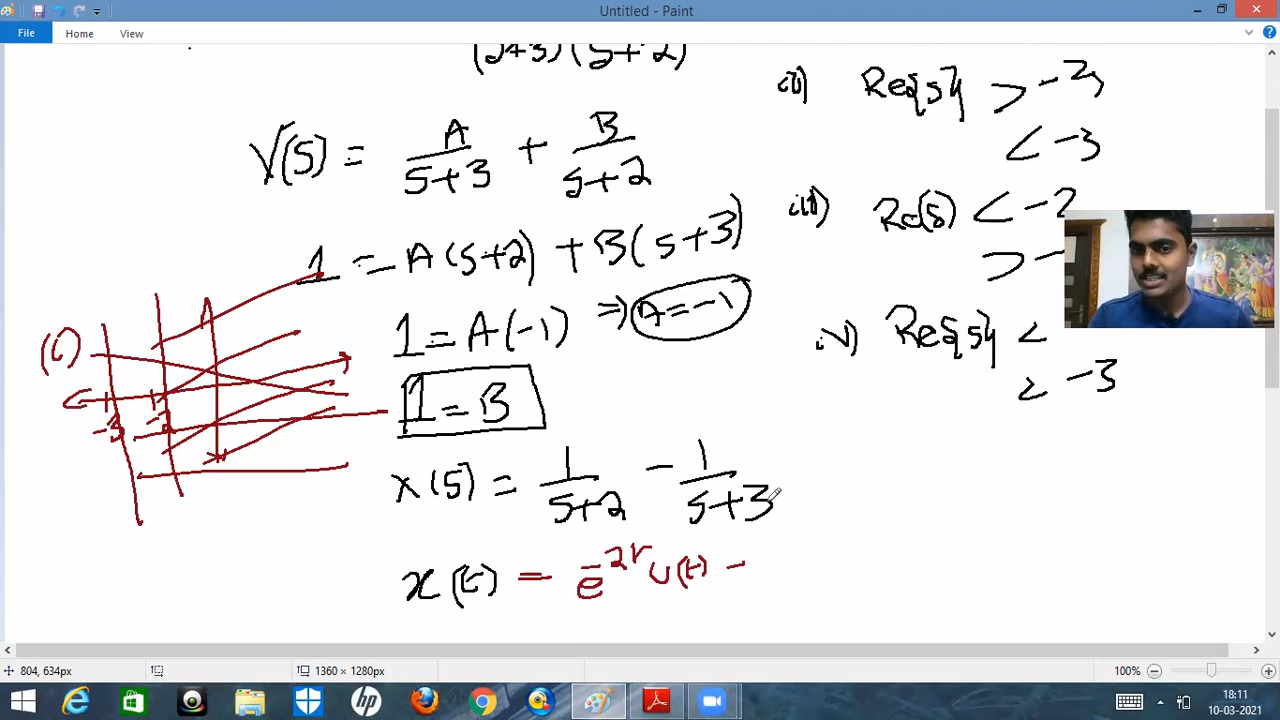 Untitled - Paint
File Home View
(s+3)(s+2)
V(s) = A/s+3 + B/s+2
1 = A(s+2) + B(s+3)
1 = A(-1) ⇒ A = -1
1 = B
x(s) = 1/s+2 - 1/s+3
x(t) = e^-2t u(t) -
(i)
-3 -2
ii) Re{s} > -2,
< -3
iii) Re(s) < -2
> -
iv) Re{s} <
> -3
804, 634px
1360 × 1280px
100%
18:11
10-03-2021